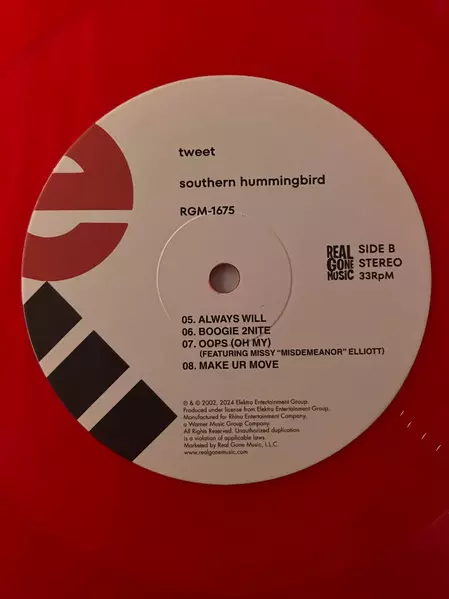 tweet
southern hummingbird
RGM-1675
REAL
GONE
MUSIC
SIDE B
STEREO
33RpM
05. ALWAYS WILL
06. BOOGIE 2NITE
07. OOPS (OH MY)
(FEATURING MISSY "MISDEMEANOR" ELLIOTT)
08. MAKE UR MOVE
℗ & © 2002, 2024 Elektra Entertainment Group.
Produced under license from Elektra Entertainment Group.
Manufactured for Rhino Entertainment Company,
a Warner Music Group Company.
All Rights Reserved. Unauthorized duplication
is a violation of applicable laws.
Marketed by Real Gone Music, L.L.C.
www.realgonemusic.com